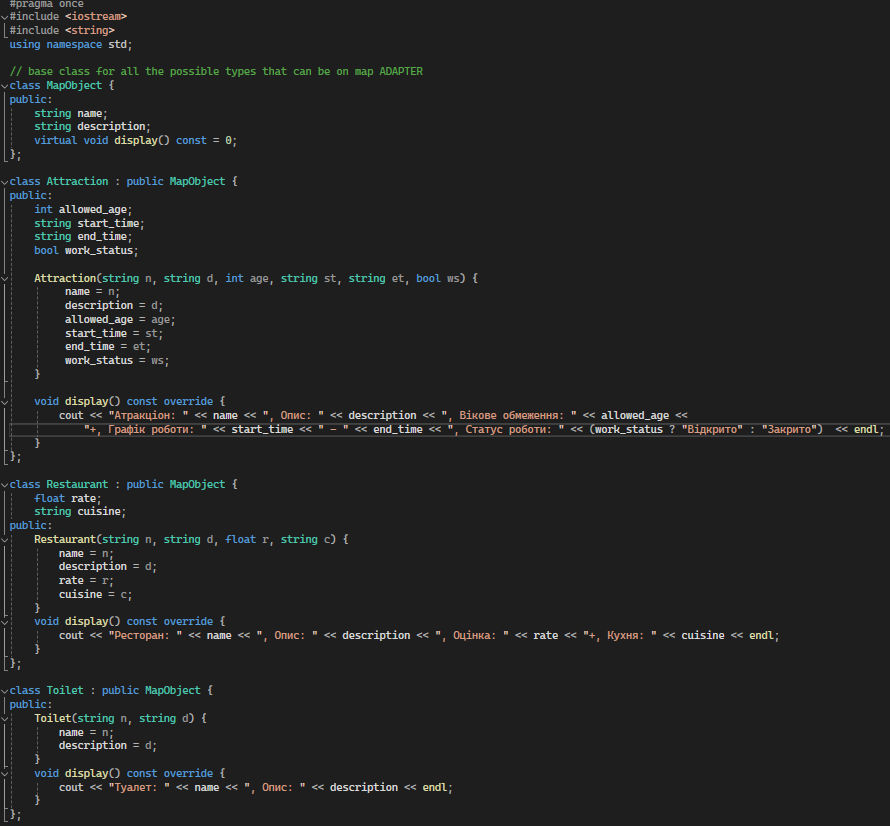 #pragma once
#include <iostream>
#include <string>
using namespace std;
// base class for all the possible types that can be on map ADAPTER
class MapObject {
public:
string name;
string description;
virtual void display() const = 0;
};
class Attraction : public MapObject {
public:
int allowed_age;
string start_time;
string end_time;
bool work_status;
Attraction(string n, string d, int age, string st, string et, bool ws) {
name = n;
description = d;
allowed_age = age;
start_time = st;
end_time = et;
work_status = ws;
}
void display() const override {
cout << "Атракціон: " << name << ", Опис: " << description << ", Вікове обмеження: " << allowed_age <<
"+, Графік роботи: " << start_time << " - " << end_time << ", Статус роботи: " << (work_status ? "Відкрито" : "Закрито") << endl;
}
};
class Restaurant : public MapObject {
float rate;
string cuisine;
public:
Restaurant(string n, string d, float r, string c) {
name = n;
description = d;
rate = r;
cuisine = c;
}
void display() const override {
cout << "Ресторан: " << name << ", Опис: " << description << ", Оцінка: " << rate << "+, Кухня: " << cuisine << endl;
}
};
class Toilet : public MapObject {
public:
Toilet(string n, string d) {
name = n;
description = d;
}
void display() const override {
cout << "Туалет: " << name << ", Опис: " << description << endl;
}
};